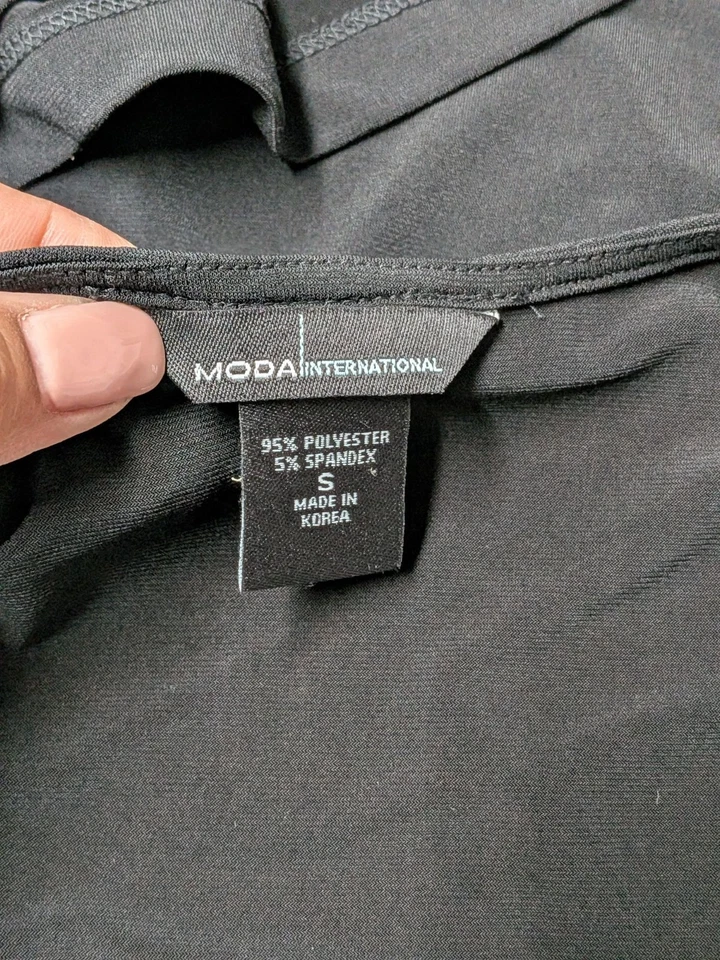 MODA INTERNATIONAL
95% POLYESTER
5% SPANDEX
S
MADE IN
KOREA